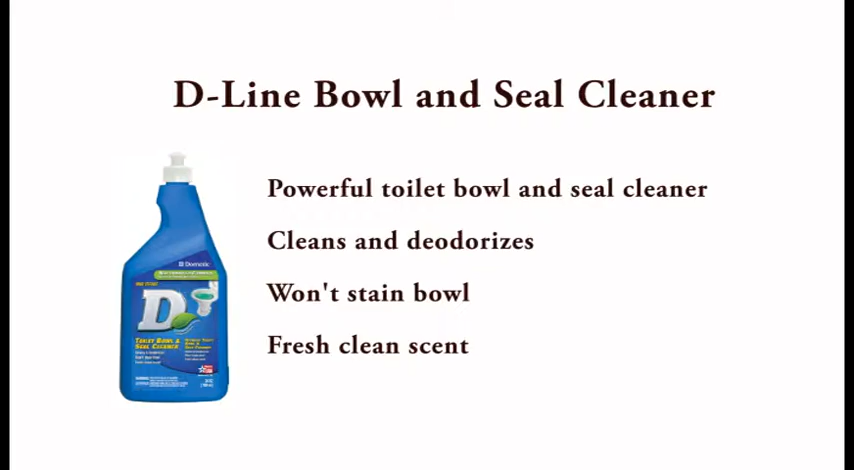 D-Line Bowl and Seal Cleaner
Powerful toilet bowl and seal cleaner
Cleans and deodorizes
Won't stain bowl
Fresh clean scent
Dometic
D
Toilet Bowl &
Seal Cleaner